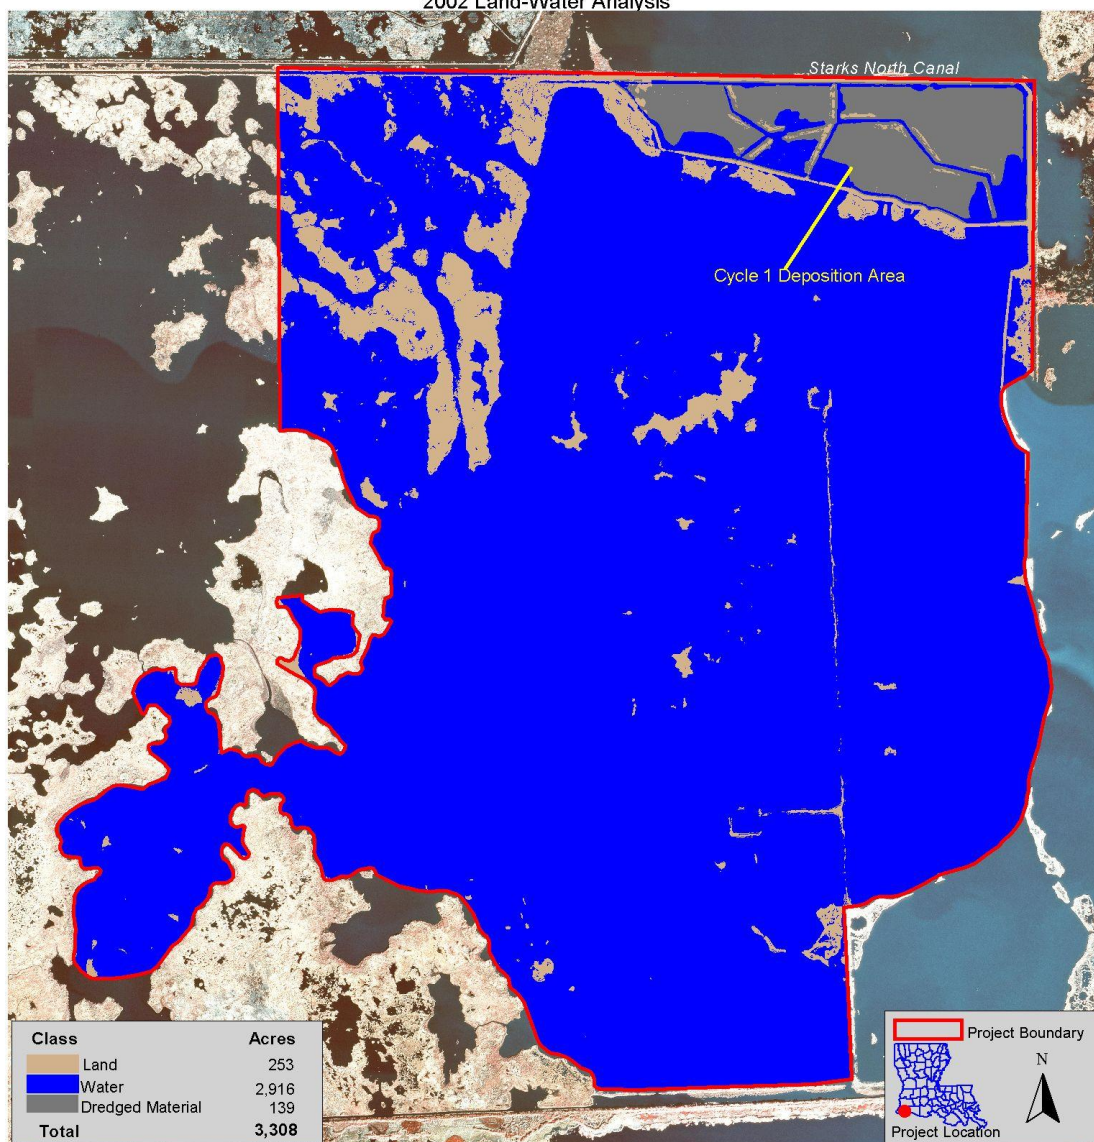 2002 Land-Water Analysis
Starks North Canal
Cycle 1 Deposition Area
Class Acres
Land 253
Water 2,916
Dredged Material 139
Total 3,308
Project Boundary
N
Project Location